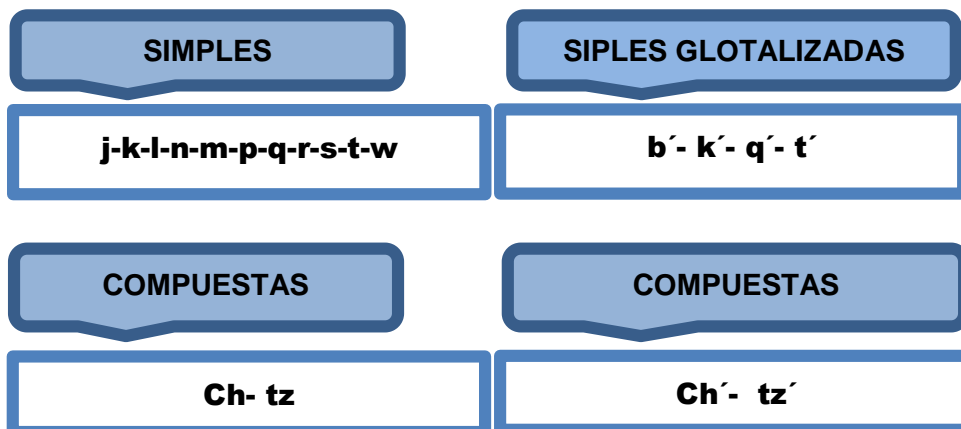 SIMPLES
SIPLES GLOTALIZADAS
j-k-l-n-m-p-q-r-s-t-w
b´- k´- q´- t´
COMPUESTAS
COMPUESTAS
Ch- tz
Ch´- tz´